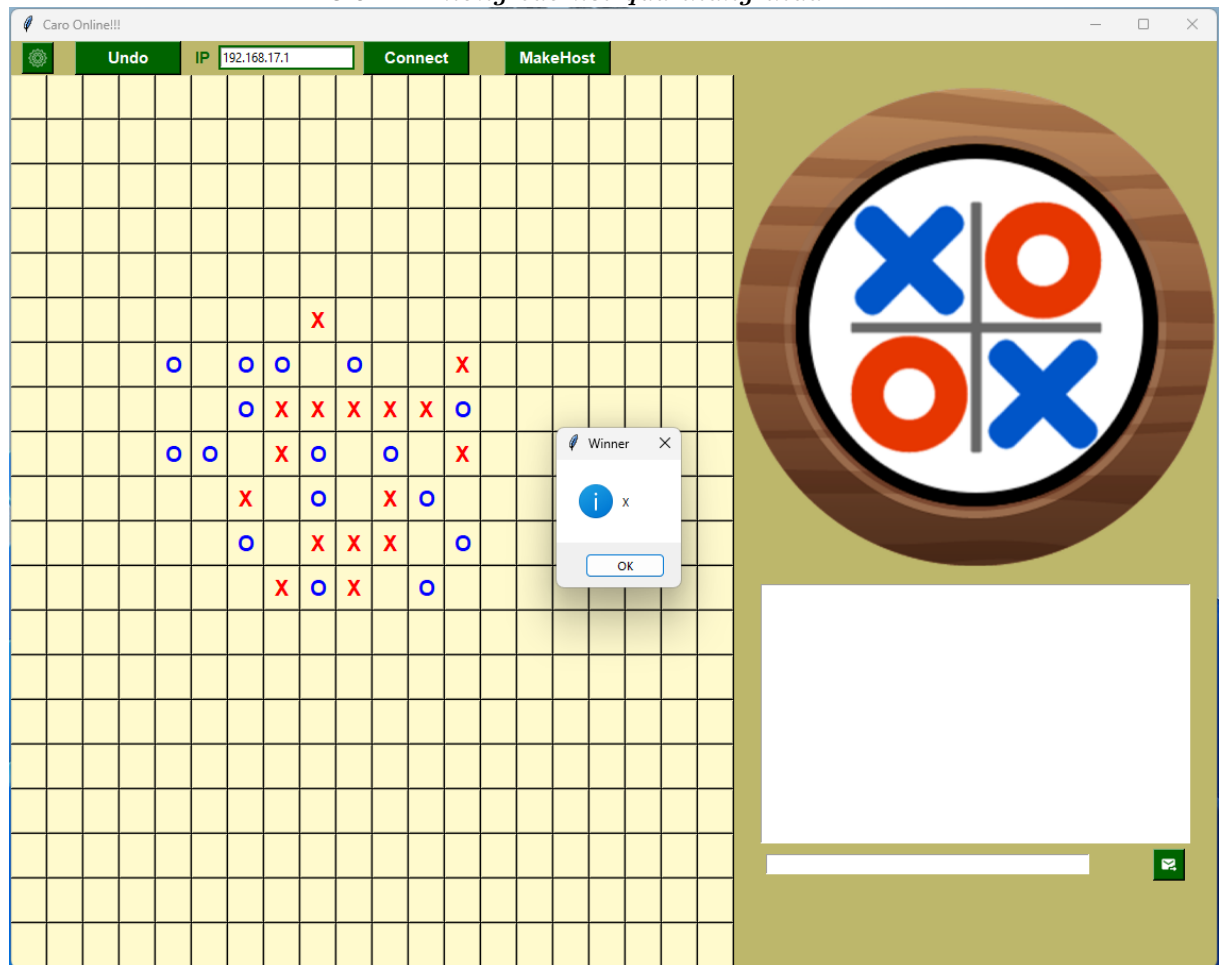 Caro Online!!!
Undo IP 192.168.17.1 Connect MakeHost
X
O O O O X
O X X X X X O
O O X O O X
X O X O
O X X X O
X O X O
Winner
X
OK
X O
O X